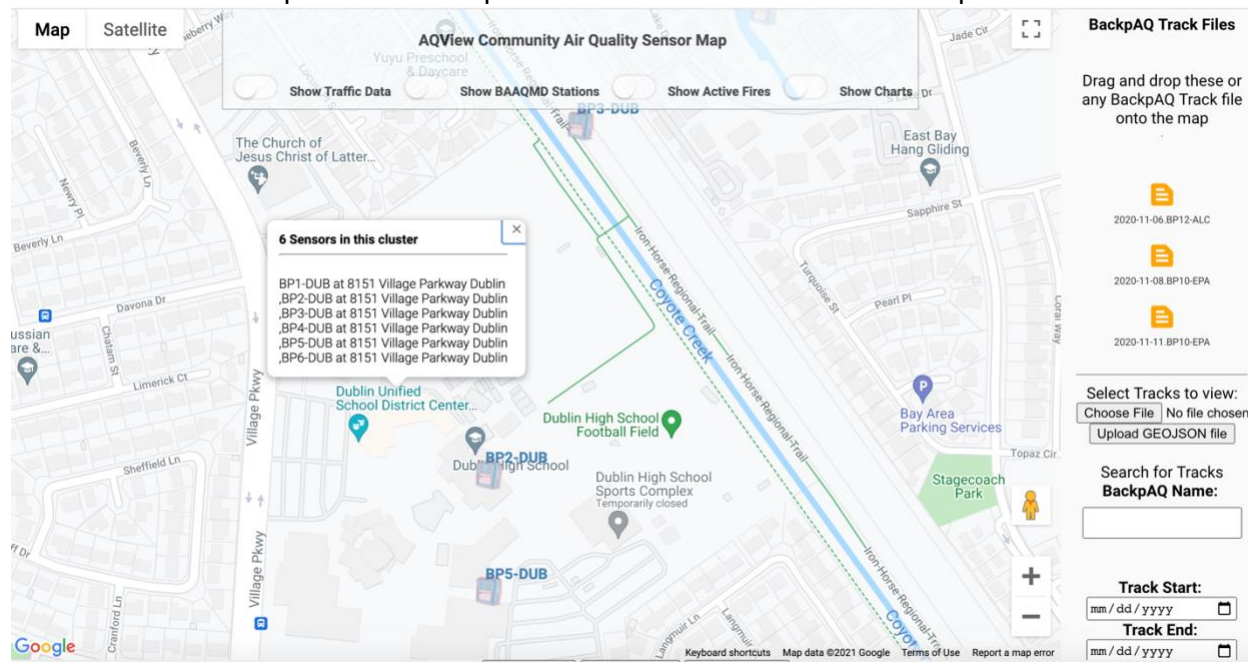 Map
Satellite
AQView Community Air Quality Sensor Map
Show Traffic Data
Show BAAQMD Stations
Show Active Fires
Show Charts
Yuyu Preschool
& Daycare
Jade Cir
BP3-DUB
The Church of
Jesus Christ of Latter...
East Bay
Hang Gliding
Beverly Ln
Newry Pl
Beverly Ln
Sapphire St
6 Sensors in this cluster
×
BP1-DUB at 8151 Village Parkway Dublin
,BP2-DUB at 8151 Village Parkway Dublin
,BP3-DUB at 8151 Village Parkway Dublin
,BP4-DUB at 8151 Village Parkway Dublin
,BP5-DUB at 8151 Village Parkway Dublin
,BP6-DUB at 8151 Village Parkway Dublin
Iron-Horse-Regional-Trail
Coyote Creek
Iron-Horse-Regional-Trail
Turquoise St
Pearl Pl
Coral Way
Davona Dr
Chatam St
Limerick Ct
Village Pkwy
Dublin Unified
School District Center...
Dublin High School
Football Field
P
Bay Area
Parking Services
Topaz Cir
Sheffield Ln
BP2-DUB
Dublin High School
Sports Complex
Temporarily closed
Stagecoach
Park
Village Pkwy
BP5-DUB
Iron-Horse-Regional-Tra
Coyot
Cranford Ln
Langmuir Ln
Langmuir
+
−
Google
Keyboard shortcuts
Map data ©2021 Google
Terms of Use
Report a map error
BackpAQ Track Files
Drag and drop these or
any BackpAQ Track file
onto the map
2020-11-06.BP12-ALC
2020-11-08.BP10-EPA
2020-11-11.BP10-EPA
Select Tracks to view:
Choose File No file chosen
Upload GEOJSON file
Search for Tracks
BackpAQ Name:
Track Start:
mm/dd/yyyy
Track End:
mm/dd/yyyy